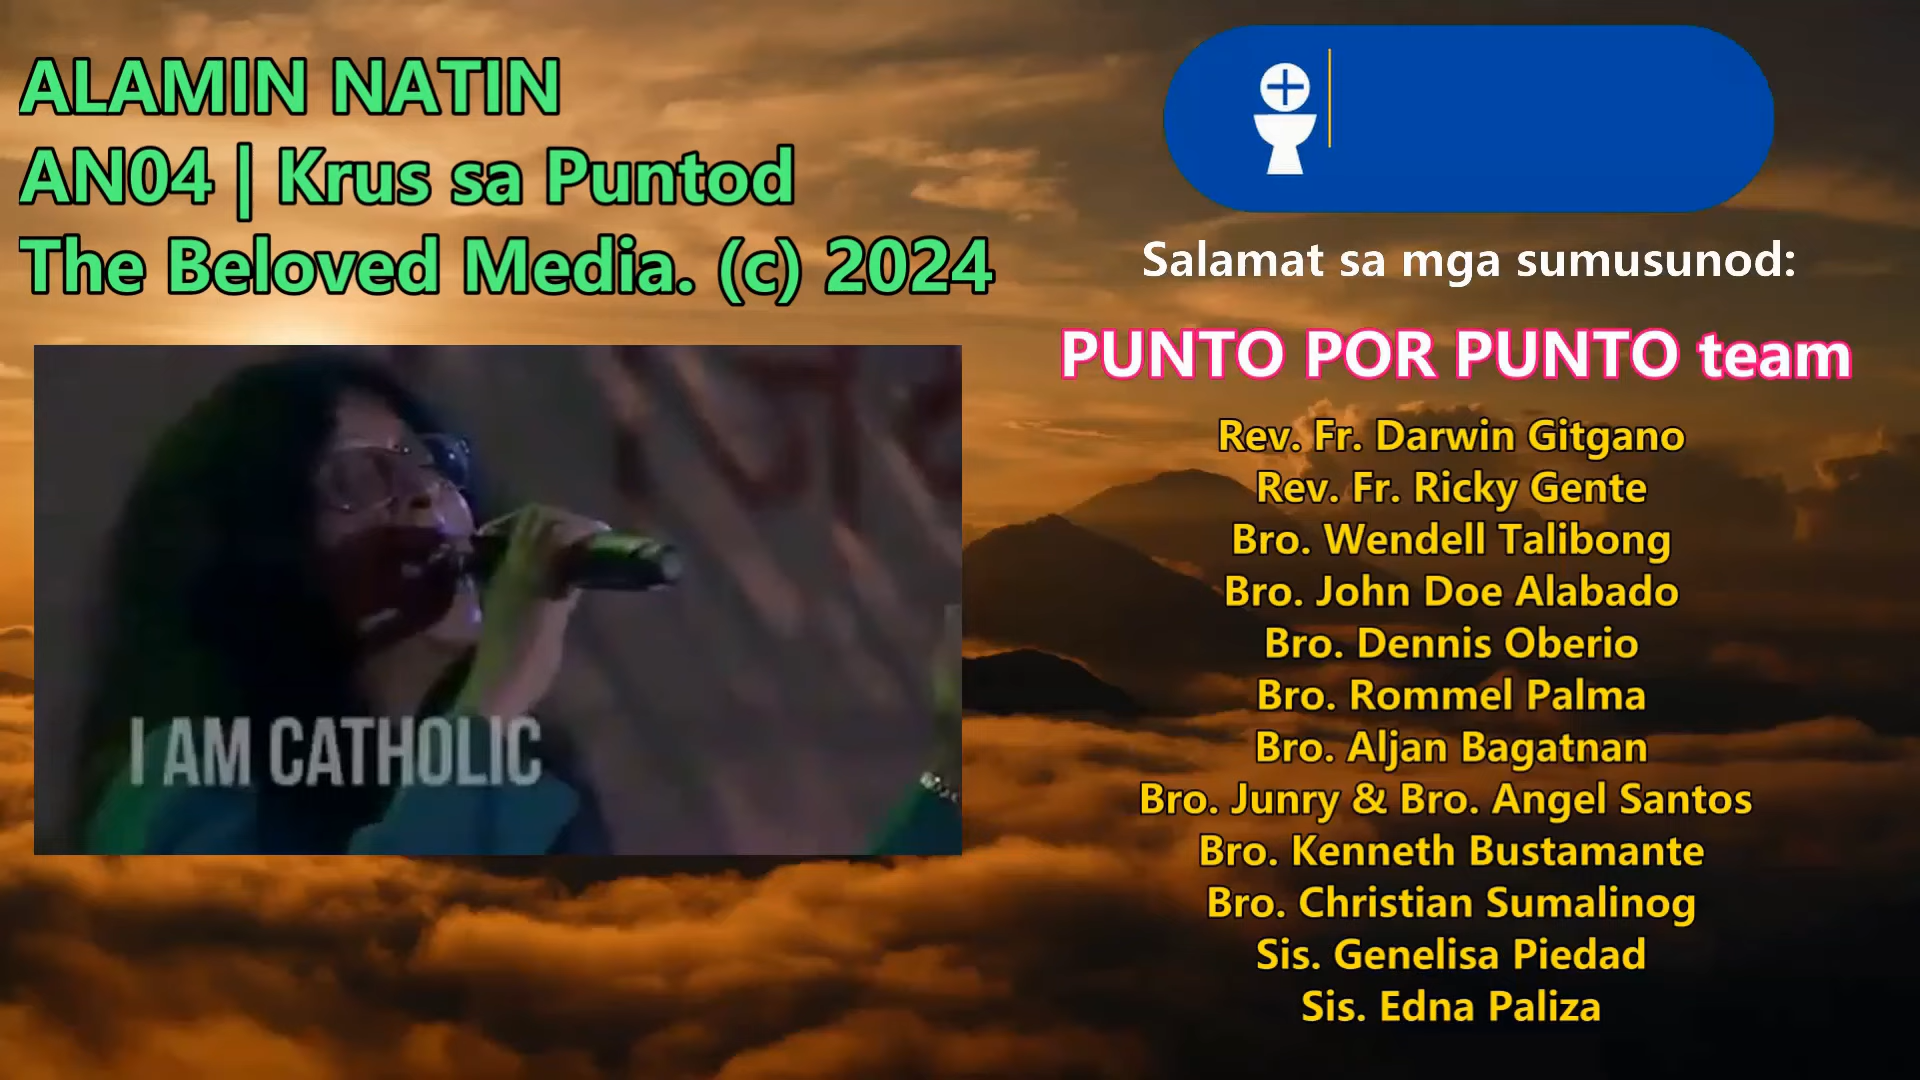 ALAMIN NATIN
AN04 | Krus sa Puntod
The Beloved Media. (c) 2024
I AM CATHOLIC
Salamat sa mga sumusunod:
PUNTO POR PUNTO team
Rev. Fr. Darwin Gitgano
Rev. Fr. Ricky Gente
Bro. Wendell Talibong
Bro. John Doe Alabado
Bro. Dennis Oberio
Bro. Rommel Palma
Bro. Aljan Bagatnan
Bro. Junry & Bro. Angel Santos
Bro. Kenneth Bustamante
Bro. Christian Sumalinog
Sis. Genelisa Piedad
Sis. Edna Paliza